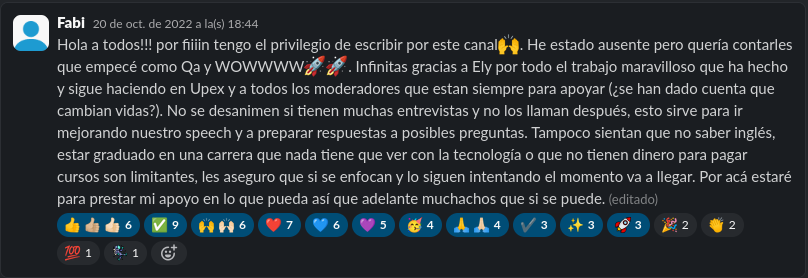 Fabi 20 de oct. de 2022 a la(s) 18:44
Hola a todos!!! por fiiiin tengo el privilegio de escribir por este canal🙌. He estado ausente pero quería contarles
que empecé como Qa y WOWWWW🚀🚀. Infinitas gracias a Ely por todo el trabajo maravilloso que ha hecho
y sigue haciendo en Upex y a todos los moderadores que estan siempre para apoyar (¿se han dado cuenta que
cambian vidas?). No se desanimen si tienen muchas entrevistas y no los llaman después, esto sirve para ir
mejorando nuestro speech y a preparar respuestas a posibles preguntas. Tampoco sientan que no saber inglés,
estar graduado en una carrera que nada tiene que ver con la tecnología o que no tienen dinero para pagar
cursos son limitantes, les aseguro que si se enfocan y lo siguen intentando el momento va a llegar. Por acá estaré
para prestar mi apoyo en lo que pueda así que adelante muchachos que si se puede. (editado)
👍👍🏽👍🏻 6 ✅ 9 🙌🙌🏻 6 ❤️ 7 💙 6 💜 5 🥳 4 🙏🙏🏻 4 ✔️ 3 ✨ 3 🚀 3 🎉 2 👏 2
💯 1 1